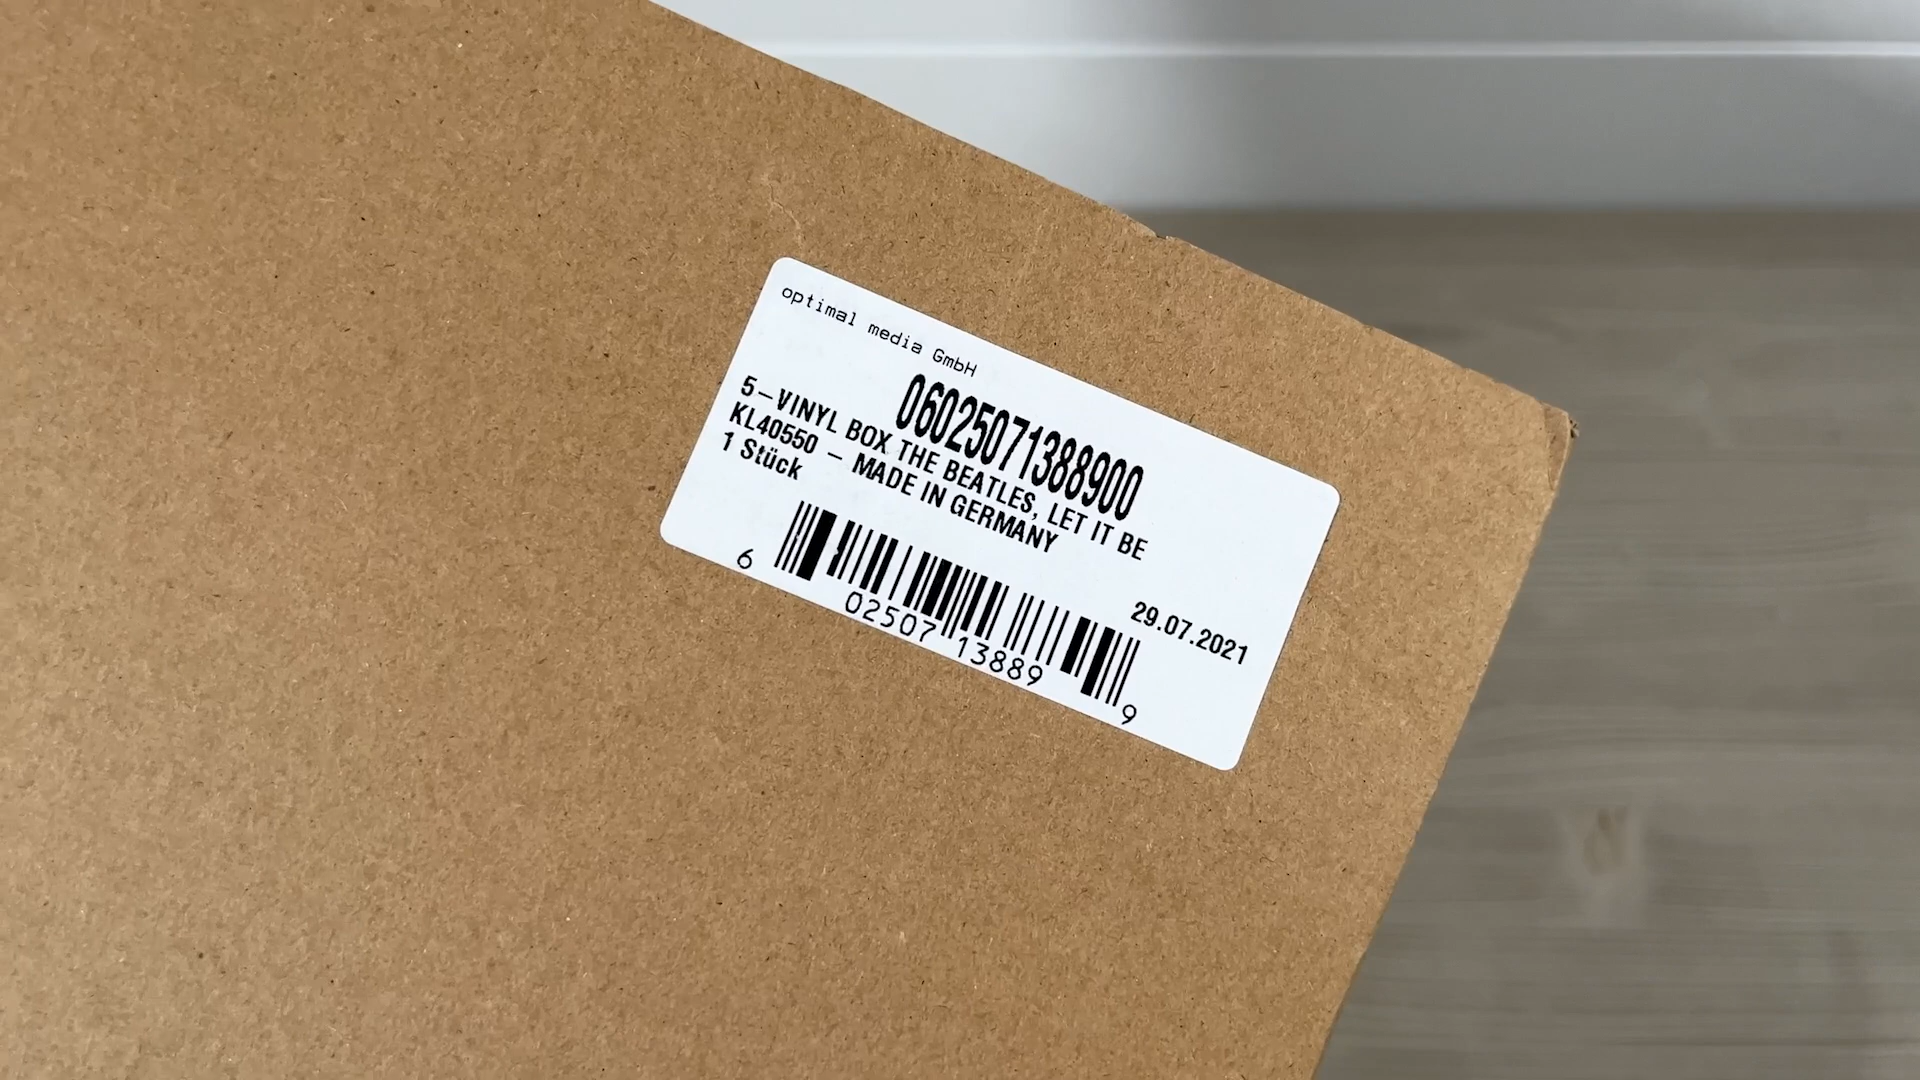 optimal media GmbH
06025071388900
5-VINYL BOX THE BEATLES, LET IT BE
KL40550 - MADE IN GERMANY
1 Stück
29.07.2021
6 02507 13889 9